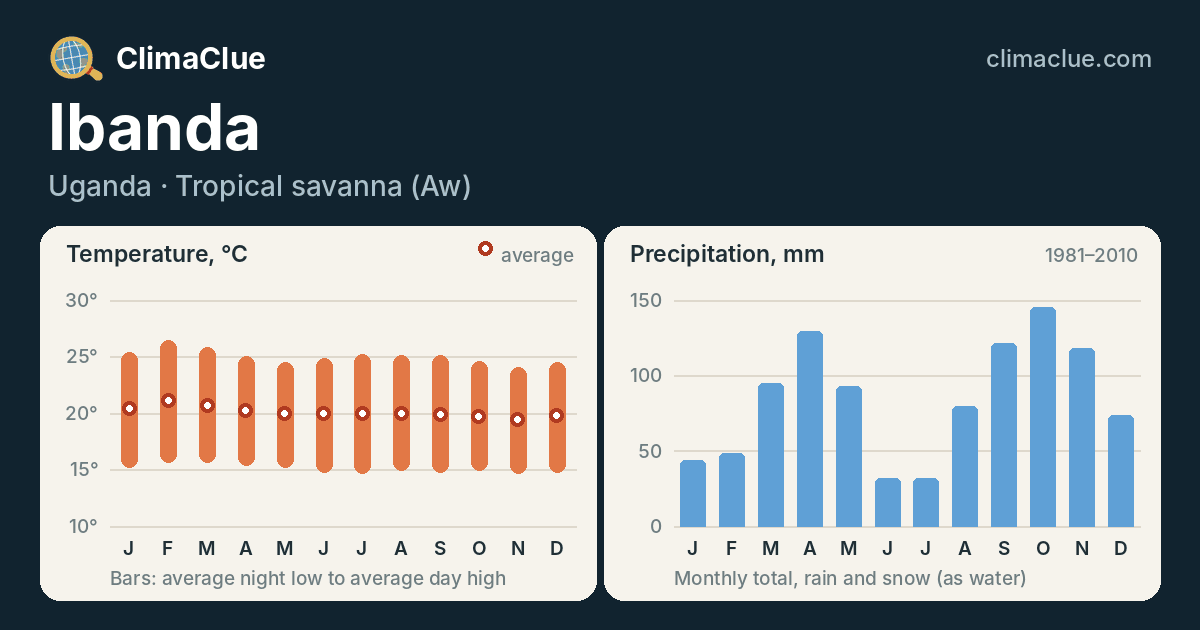 ClimaClue
climaclue.com
Ibanda
Uganda · Tropical savanna (Aw)
Temperature, °C
average
30°
25°
20°
15°
10°
J F M A M J J A S O N D
Bars: average night low to average day high
Precipitation, mm
1981–2010
150
100
50
0
J F M A M J J A S O N D
Monthly total, rain and snow (as water)